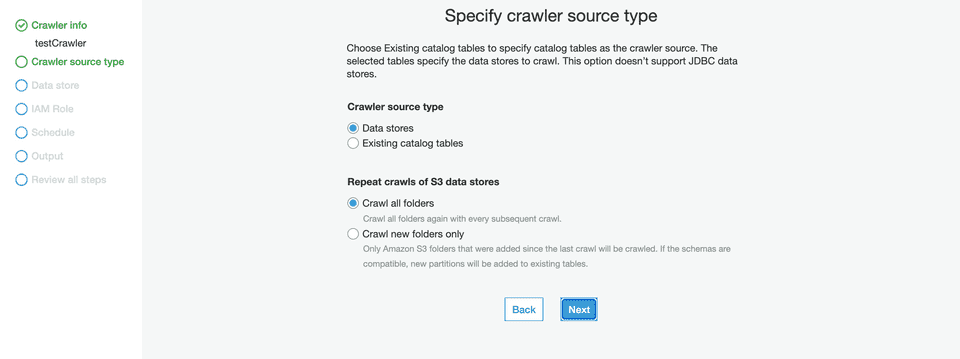 Crawler info
testCrawler
Crawler source type
Data store
IAM Role
Schedule
Output
Review all steps
Specify crawler source type
Choose Existing catalog tables to specify catalog tables as the crawler source. The
selected tables specify the data stores to crawl. This option doesn't support JDBC data
stores.
Crawler source type
Data stores
Existing catalog tables
Repeat crawls of S3 data stores
Crawl all folders
Crawl all folders again with every subsequent crawl.
Crawl new folders only
Only Amazon S3 folders that were added since the last crawl will be crawled. If the schemas are
compatible, new partitions will be added to existing tables.
Back
Next